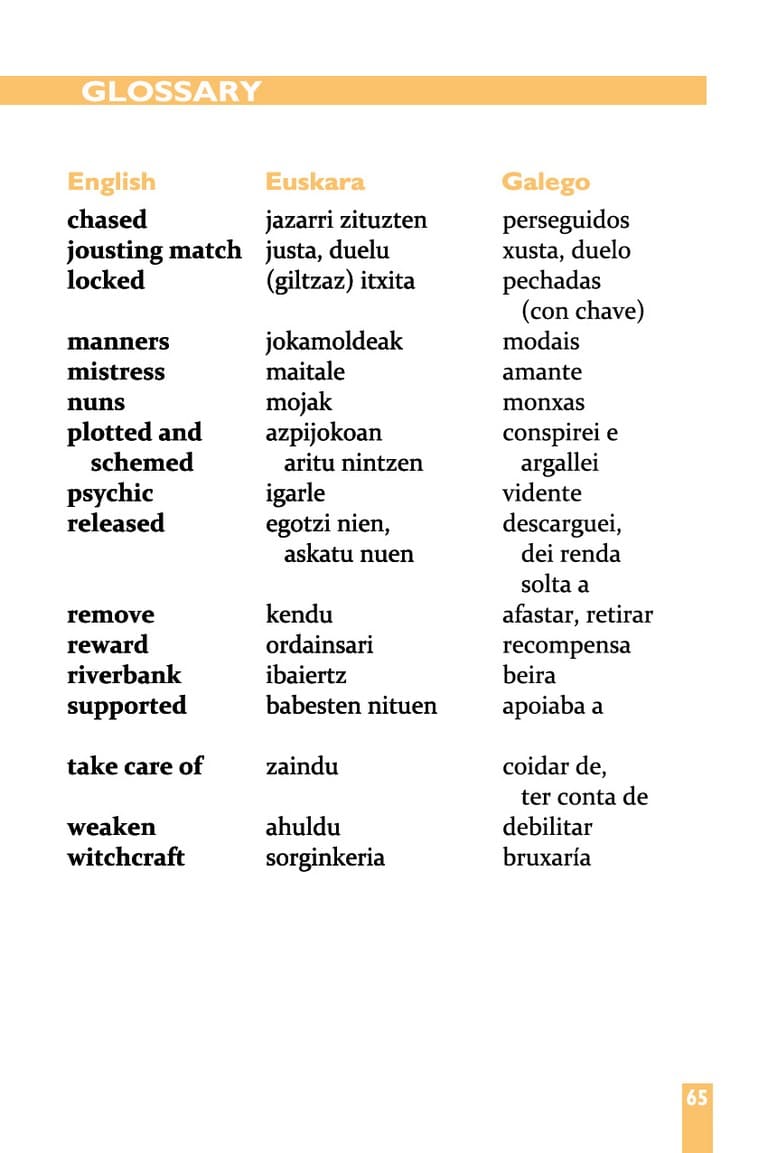 GLOSSARY
English Euskara Galego
chased jazarri zituzten perseguidos
jousting match justa, duelu xusta, duelo
locked (giltzaz) itxita pechadas
(con chave)
manners jokamoldeak modais
mistress maitale amante
nuns mojak monxas
plotted and azpijokoan conspirei e
schemed aritu nintzen argallei
psychic igarle vidente
released egotzi nien, descarguei,
askatu nuen dei renda
solta a
remove kendu afastar, retirar
reward ordainsari recompensa
riverbank ibaiertz beira
supported babesten nituen apoiaba a
take care of zaindu coidar de,
ter conta de
weaken ahuldu debilitar
witchcraft sorginkeria bruxaría
65